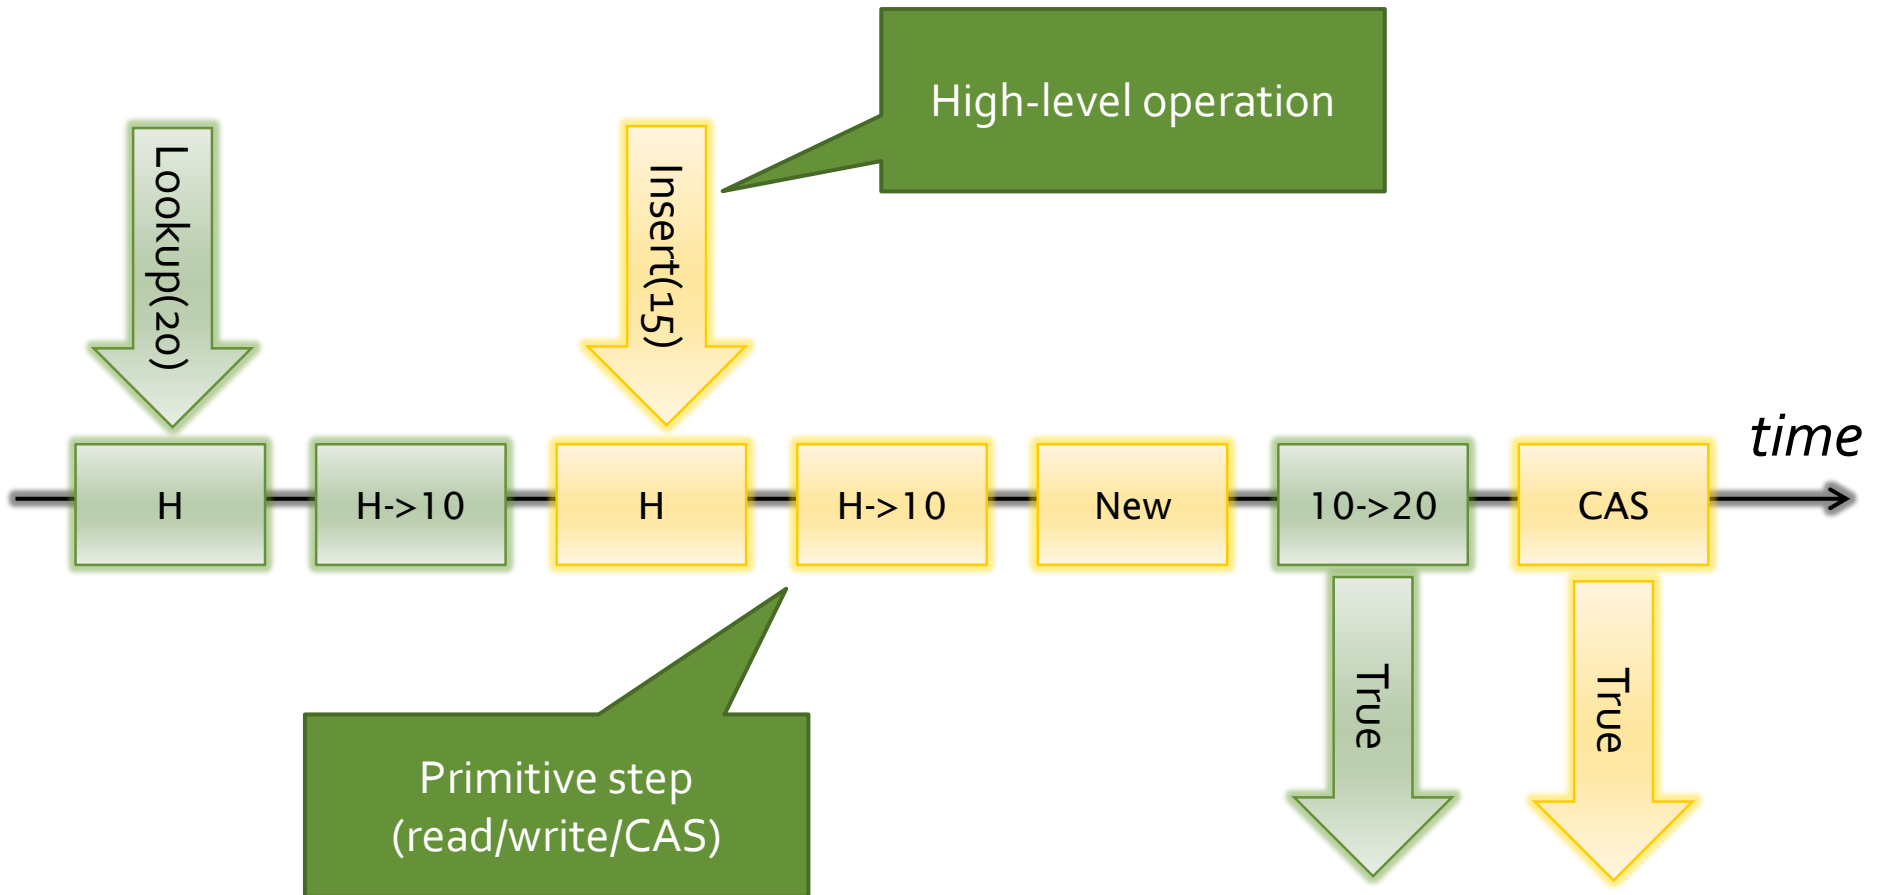 High-level operation
Lookup(20)
Insert(15)
time
H
H->10
H
H->10
New
10->20
CAS
True
True
Primitive step
(read/write/CAS)